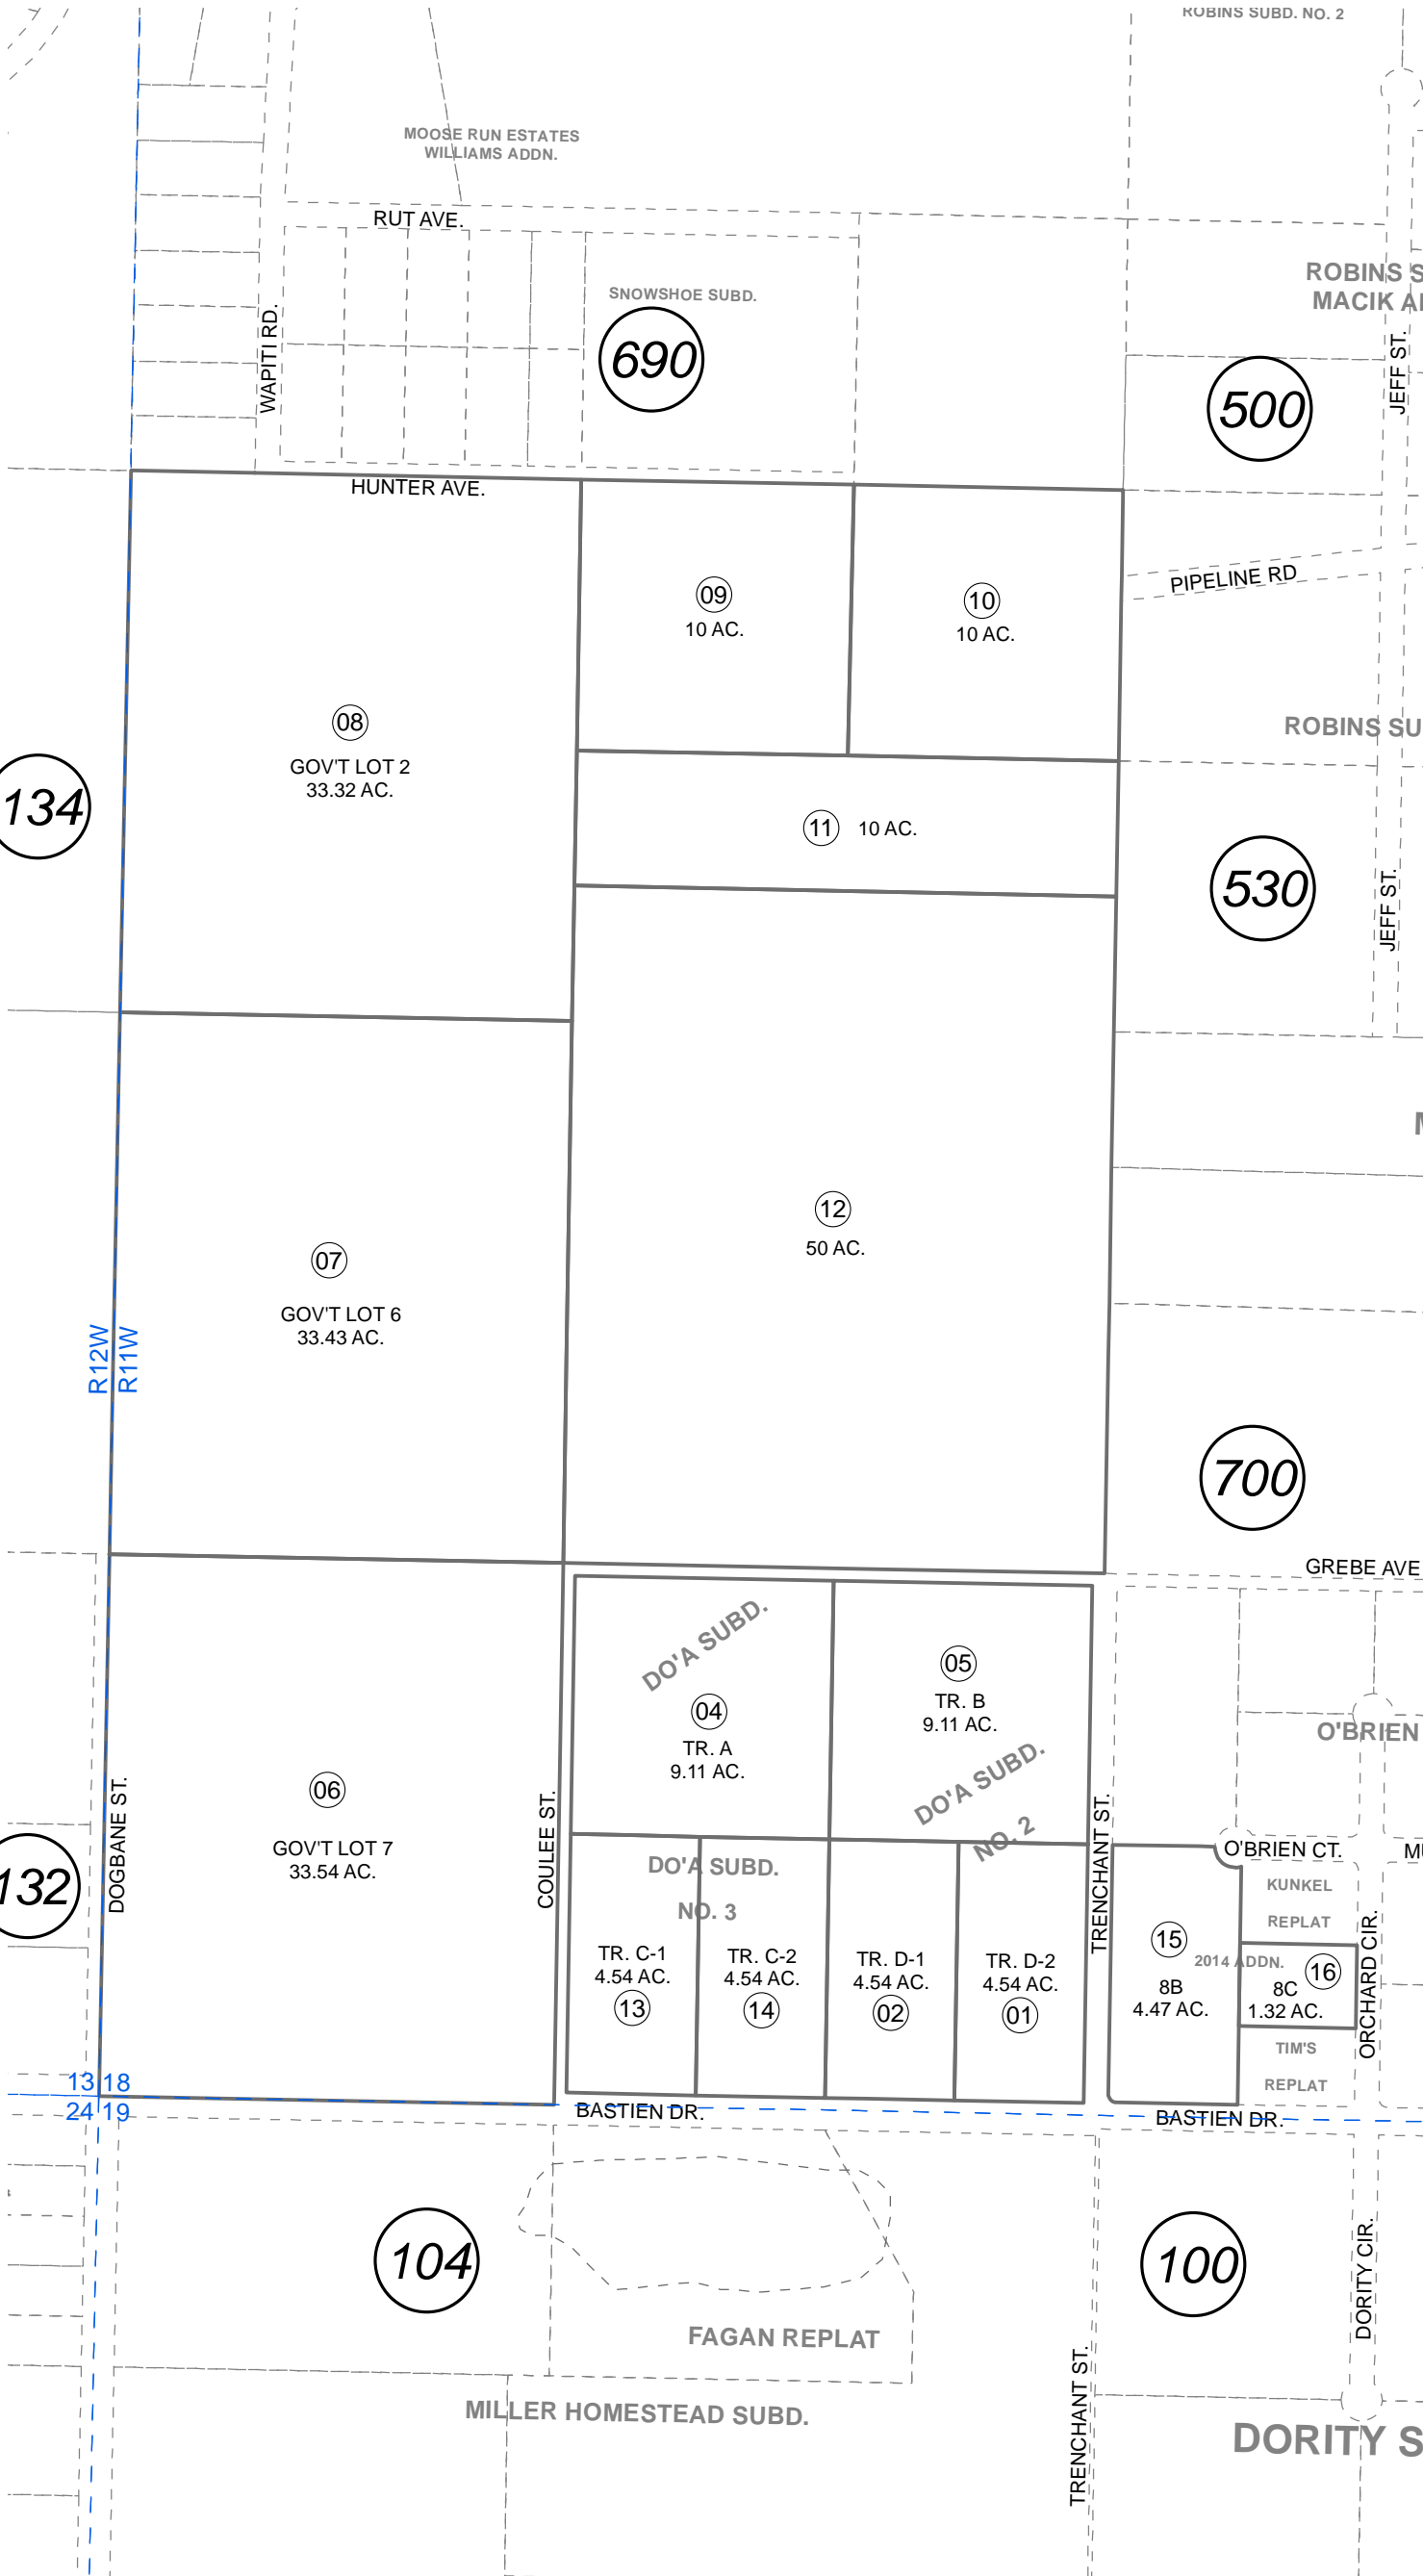 ROBINS SUBD. NO. 2
MOOSE RUN ESTATES
WILLIAMS ADDN.
RUT AVE.
SNOWSHOE SUBD.
690
WAPITI RD.
ROBINS S
MACIK A
JEFF ST.
500
HUNTER AVE.
09
10 AC.
10
10 AC.
PIPELINE RD
08
GOV'T LOT 2
33.32 AC.
ROBINS SU
134
11 10 AC.
530
JEFF ST.
12
50 AC.
07
GOV'T LOT 6
33.43 AC.
R12W
R11W
700
GREBE AVE
DO'A SUBD.
04
TR. A
9.11 AC.
05
TR. B
9.11 AC.
DO'A SUBD.
NO. 2
O'BRIEN
06
GOV'T LOT 7
33.54 AC.
DOGBANE ST.
COULEE ST.
TRENCHANT ST.
132
DO'A SUBD.
NO. 3
O'BRIEN CT.
KUNKEL
REPLAT
TR. C-1
4.54 AC.
13
TR. C-2
4.54 AC.
14
TR. D-1
4.54 AC.
02
TR. D-2
4.54 AC.
01
15
8B
4.47 AC.
2014 ADDN.
16
8C
1.32 AC.
ORCHARD CIR.
TIM'S
REPLAT
13 18
24 19
BASTIEN DR.
BASTIEN DR.
104
100
DORITY CIR.
FAGAN REPLAT
TRENCHANT ST.
MILLER HOMESTEAD SUBD.
DORITY S